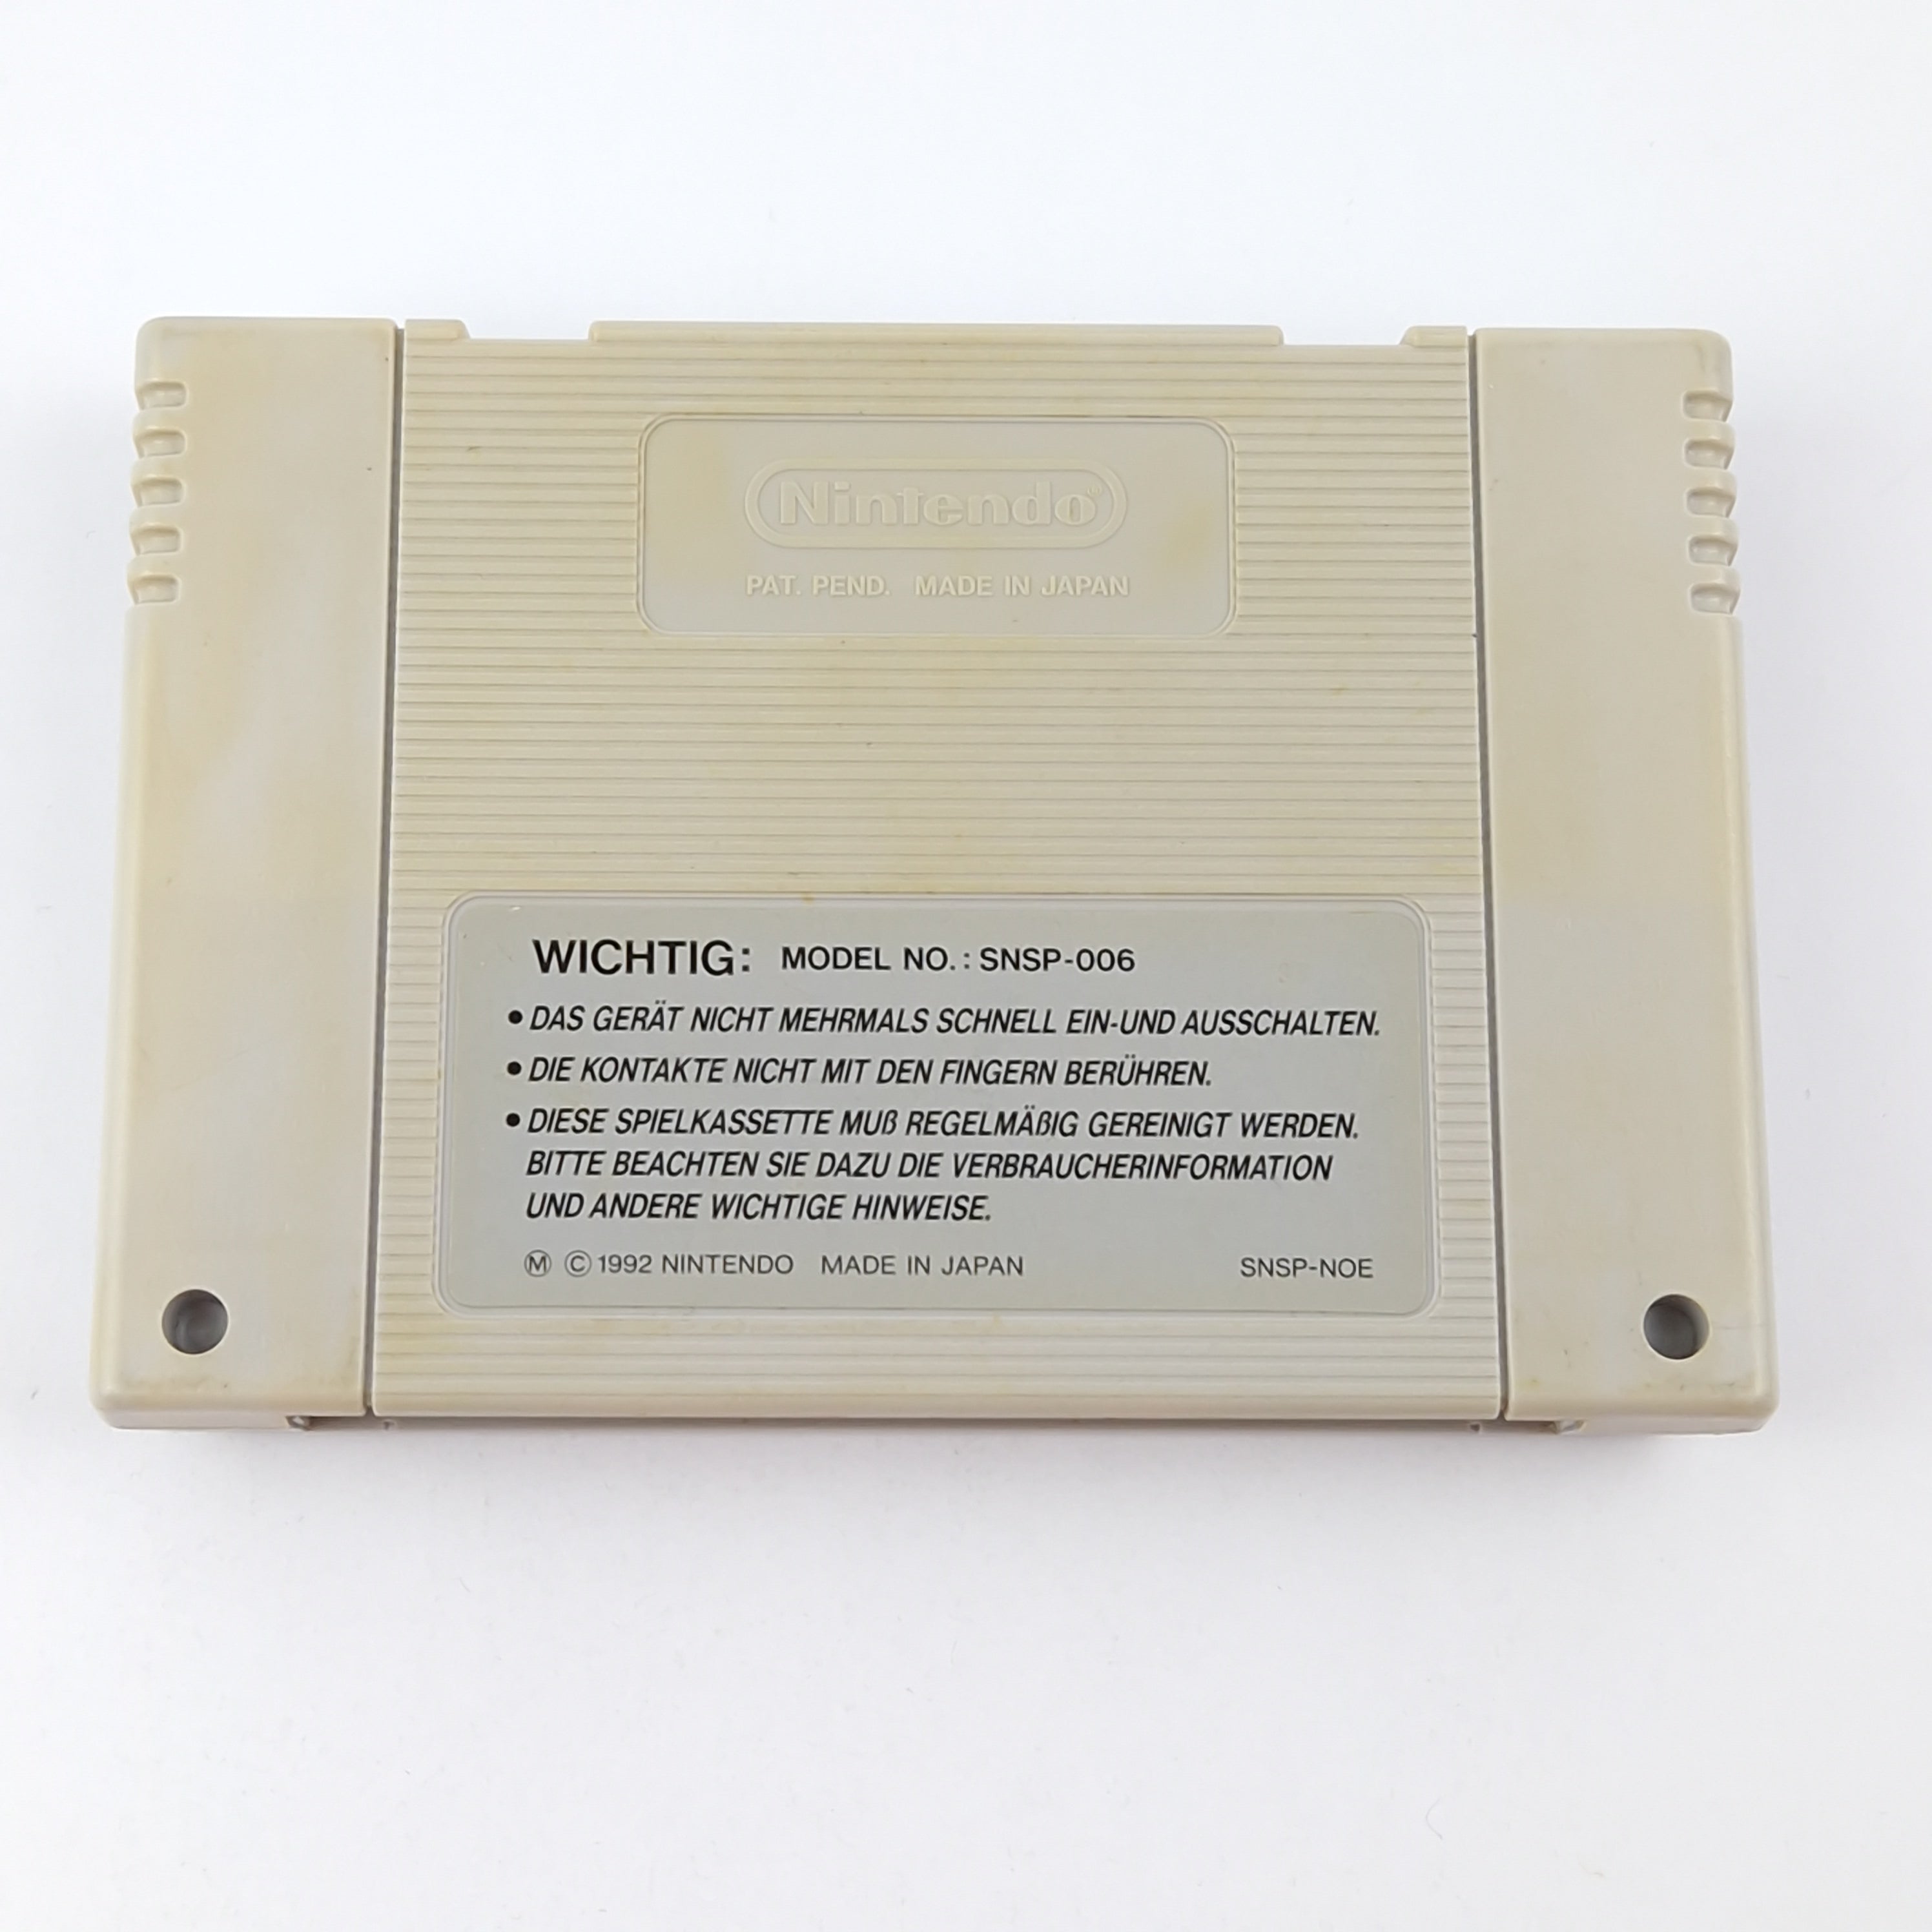 Nintendo®
PAT. PEND. MADE IN JAPAN
WICHTIG: MODEL NO.: SNSP-006
• DAS GERÄT NICHT MEHRMALS SCHNELL EIN-UND AUSSCHALTEN.
• DIE KONTAKTE NICHT MIT DEN FINGERN BERÜHREN.
• DIESE SPIELKASSETTE MUß REGELMÄßIG GEREINIGT WERDEN.
BITTE BEACHTEN SIE DAZU DIE VERBRAUCHERINFORMATION
UND ANDERE WICHTIGE HINWEISE.
Ⓜ ©1992 NINTENDO MADE IN JAPAN SNSP-NOE